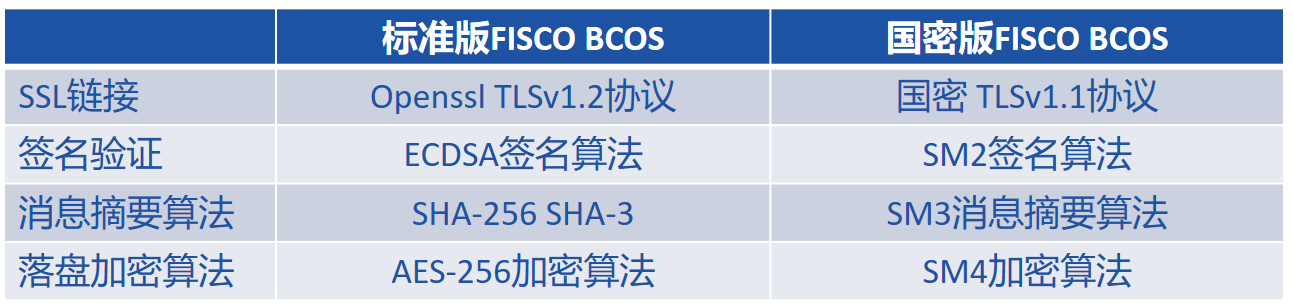 标准版FISCO BCOS 国密版FISCO BCOS
SSL链接 Openssl TLSv1.2协议 国密 TLSv1.1协议
签名验证 ECDSA签名算法 SM2签名算法
消息摘要算法 SHA-256 SHA-3 SM3消息摘要算法
落盘加密算法 AES-256加密算法 SM4加密算法